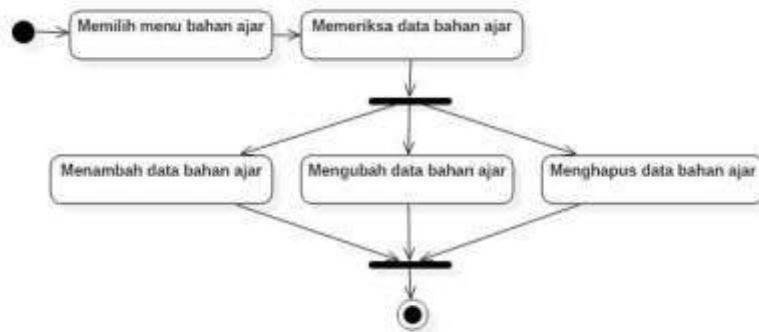 Memilih menu bahan ajar
Memeriksa data bahan ajar
Menambah data bahan ajar
Mengubah data bahan ajar
Menghapus data bahan ajar